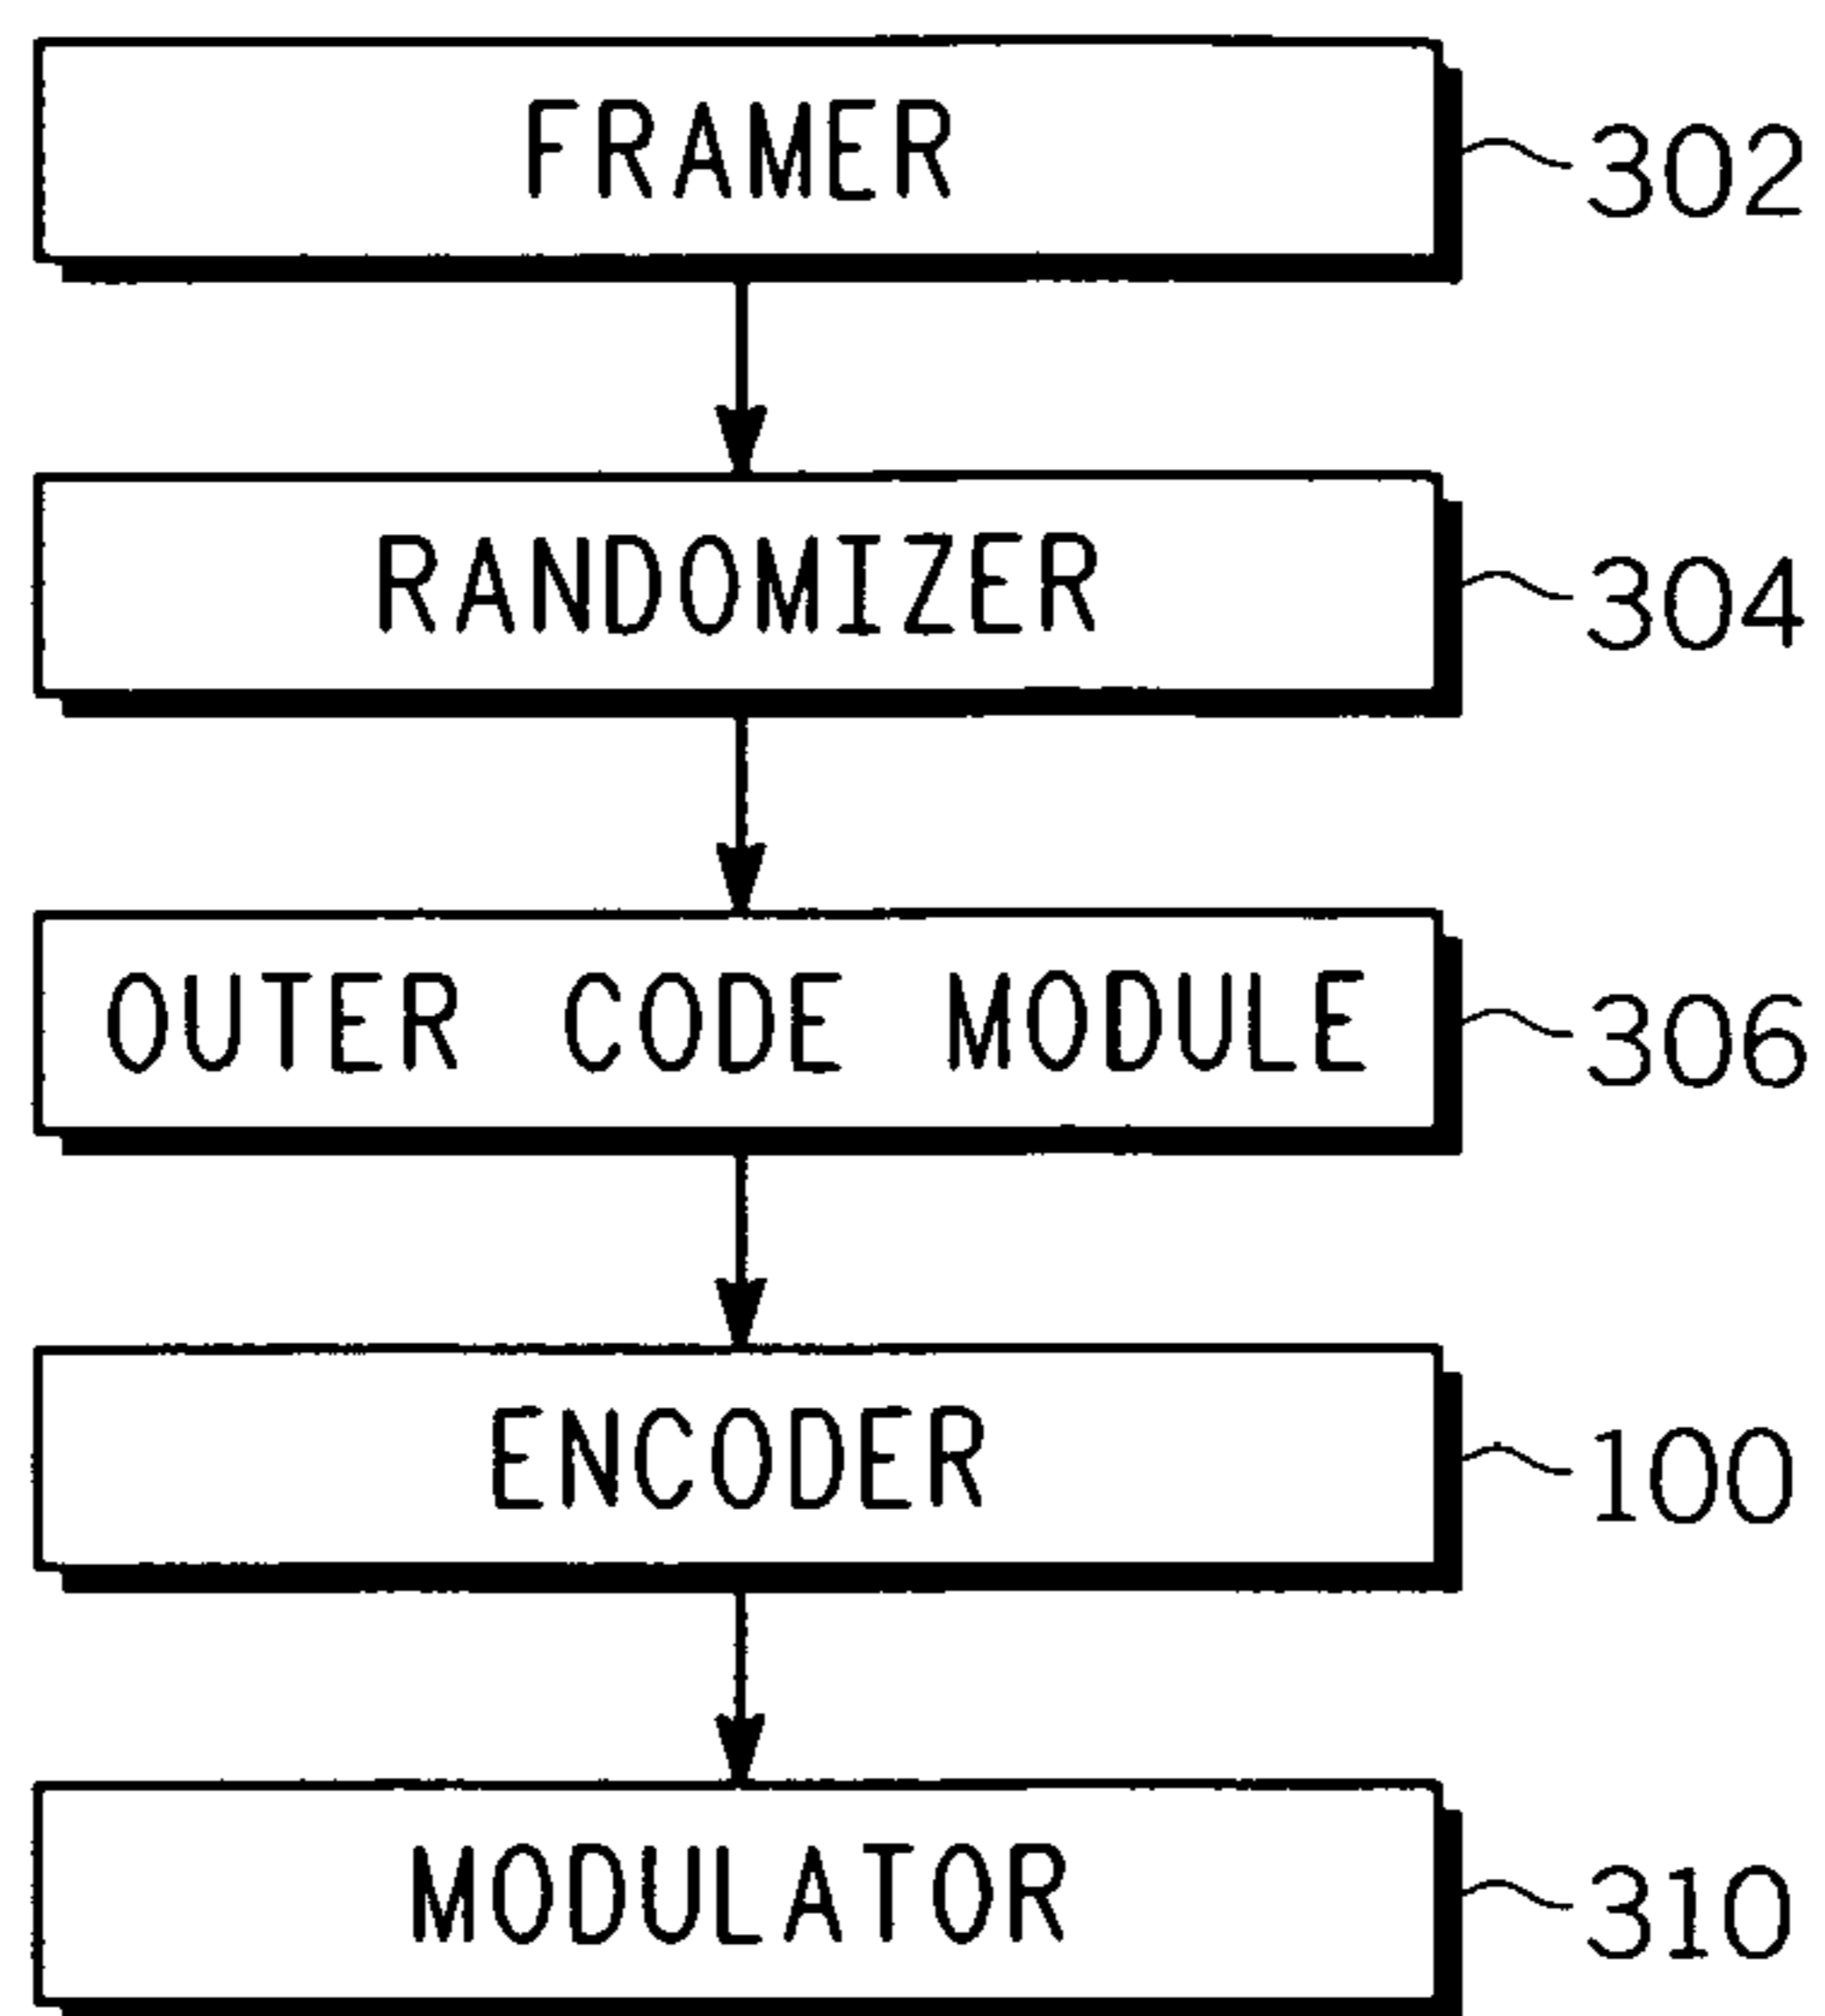 FRAMER 302
RANDOMIZER 304
OUTER CODE MODULE 306
ENCODER 100
MODULATOR 310